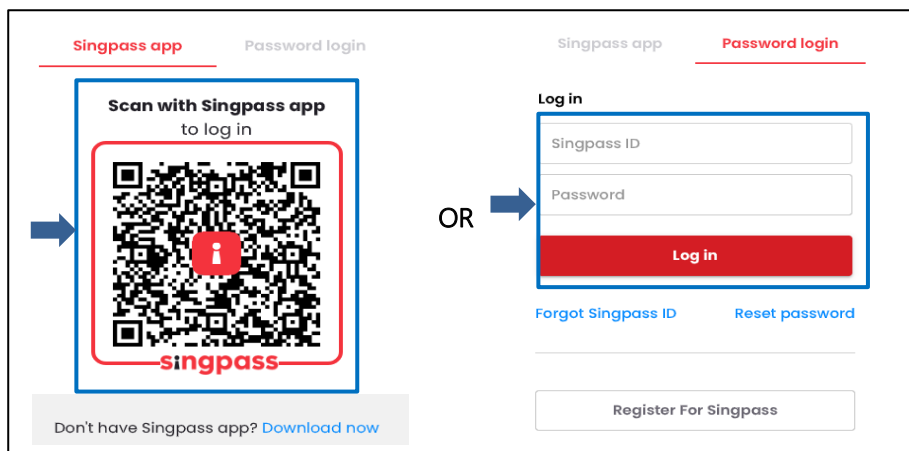 Singpass app Password login
Scan with Singpass app
to log in
singpass
Don't have Singpass app? Download now
OR
Singpass app Password login
Log in
Singpass ID
Password
Log in
Forgot Singpass ID Reset password
Register For Singpass